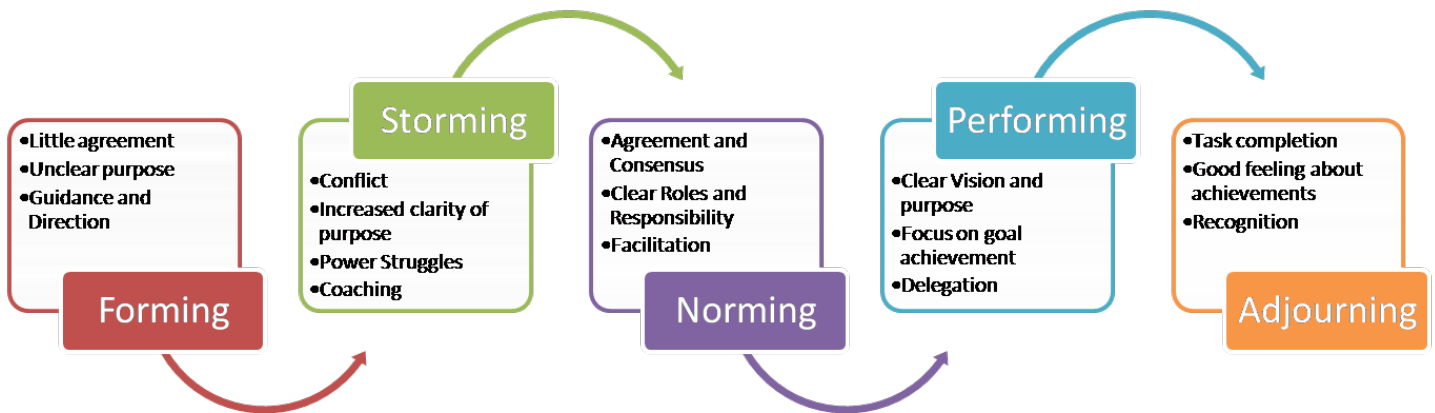 •Little agreement
•Unclear purpose
•Guidance and
Direction
Forming
Storming
•Conflict
•Increased clarity of
purpose
•Power Struggles
•Coaching
•Agreement and
Consensus
•Clear Roles and
Responsibility
•Facilitation
Norming
Performing
•Clear Vision and
purpose
•Focus on goal
achievement
•Delegation
•Task completion
•Good feeling about
achievements
•Recognition
Adjourning